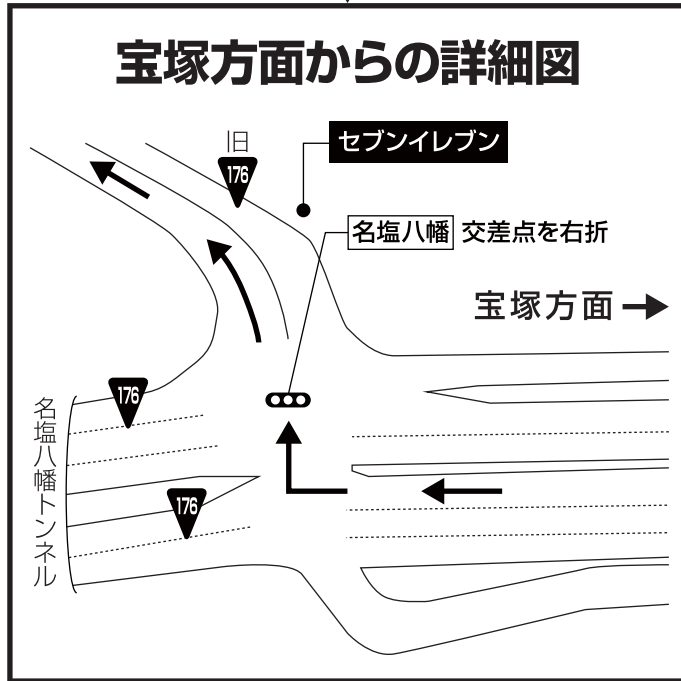 宝塚方面からの詳細図
旧
176
セブンイレブン
名塩八幡 交差点を右折
宝塚方面
176
名塩八幡トンネル
176